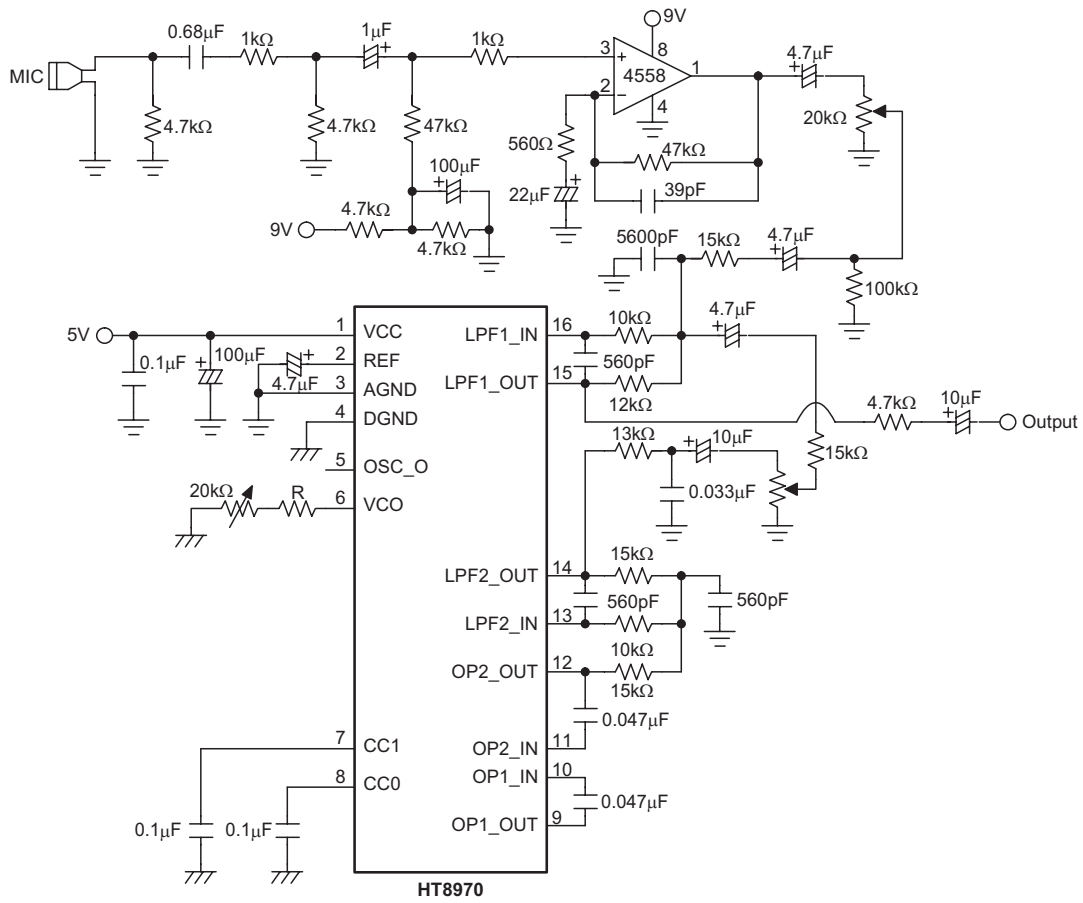 MIC
0.68µF
1kΩ
4.7kΩ
4.7kΩ
1µF
+
47kΩ
1kΩ
100µF
+
9V
4.7kΩ
4.7kΩ
9V
3
+
8
4558
1
2
−
4
560Ω
22µF
+
47kΩ
39pF
4.7µF
+
20kΩ
5600pF
15kΩ
4.7µF
+
100kΩ
5V
0.1µF
100µF
+
+
4.7µF
1
VCC
2
REF
3
AGND
4
DGND
5
OSC_O
6
VCO
20kΩ
R
7
CC1
8
CC0
0.1µF
0.1µF
LPF1_IN
16
LPF1_OUT
15
10kΩ
560pF
12kΩ
4.7µF
+
4.7kΩ
10µF
+
Output
15kΩ
13kΩ
+
10µF
0.033µF
LPF2_OUT
14
15kΩ
560pF
560pF
LPF2_IN
13
10kΩ
OP2_OUT
12
15kΩ
0.047µF
OP2_IN
11
OP1_IN
10
0.047µF
OP1_OUT
9
HT8970